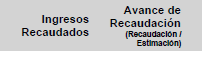 Ingresos
Recaudados
Avance de
Recaudación
(Recaudación /
Estimación)